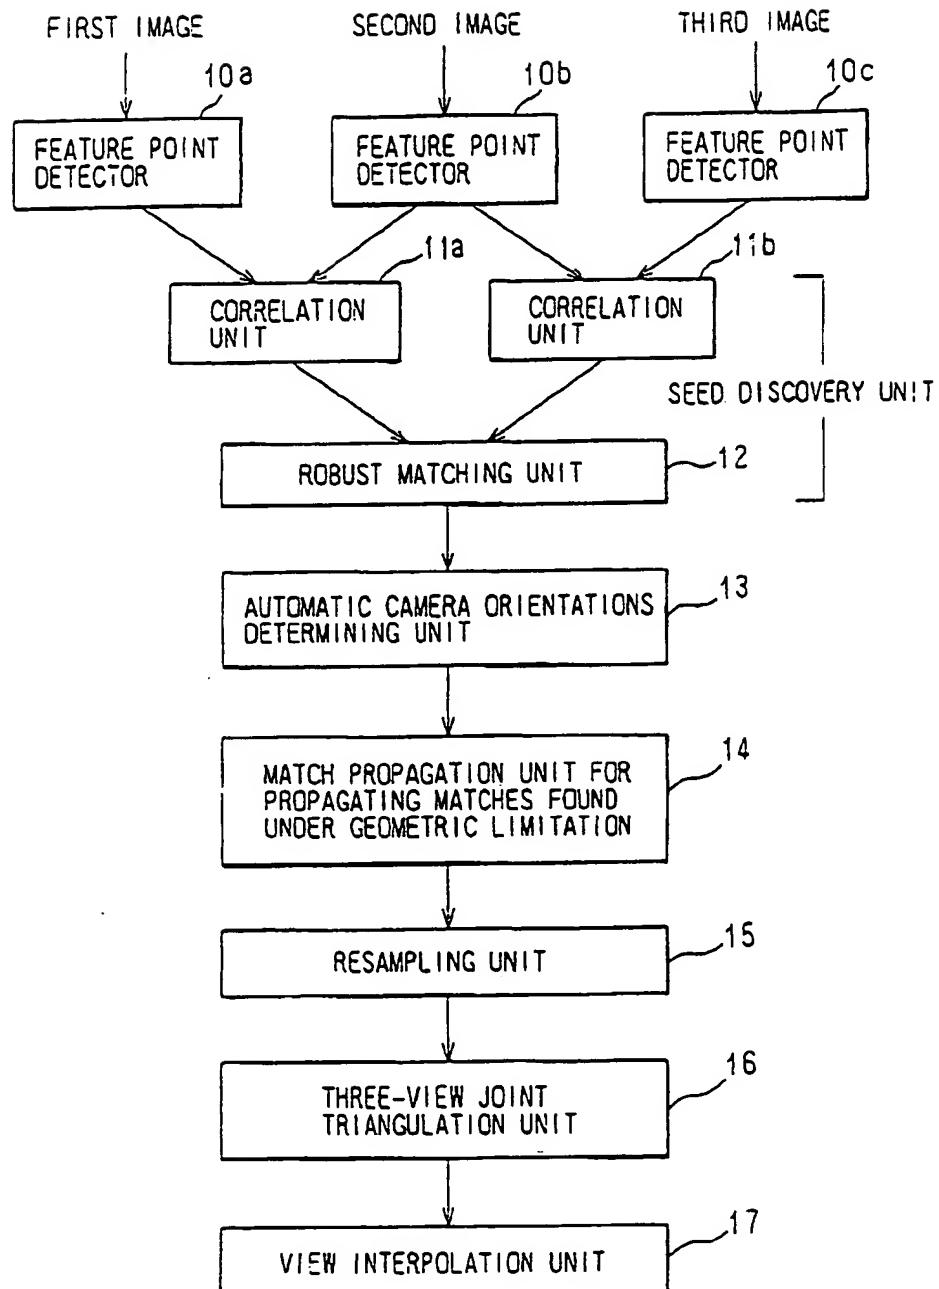 FIRST IMAGE
SECOND IMAGE
THIRD IMAGE
10a
10b
10c
FEATURE POINT
DETECTOR
FEATURE POINT
DETECTOR
FEATURE POINT
DETECTOR
11a
11b
CORRELATION
UNIT
CORRELATION
UNIT
SEED DISCOVERY UNIT
ROBUST MATCHING UNIT
12
AUTOMATIC CAMERA ORIENTATIONS
DETERMINING UNIT
13
MATCH PROPAGATION UNIT FOR
PROPAGATING MATCHES FOUND
UNDER GEOMETRIC LIMITATION
14
RESAMPLING UNIT
15
THREE-VIEW JOINT
TRIANGULATION UNIT
16
VIEW INTERPOLATION UNIT
17